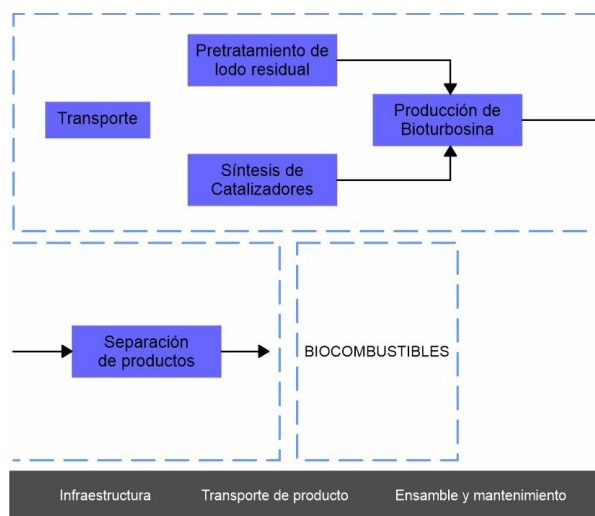 Pretratamiento de
lodo residual
Transporte
Producción de
Bioturbosina
Síntesis de
Catalizadores
Separación
de productos
BIOCOMBUSTIBLES
Infraestructura
Transporte de producto
Ensamble y mantenimiento